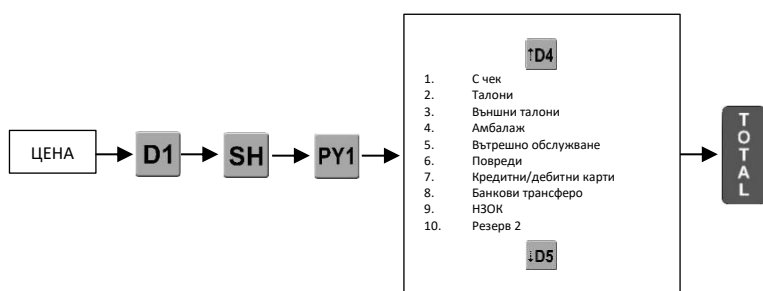 ЦЕНА
D1
SH
PY1
↑D4
1. С чек
2. Талони
3. Външни талони
4. Амбалаж
5. Вътрешно обслужване
6. Повреди
7. Кредитни/дебитни карти
8. Банкови трансферо
9. НЗОК
10. Резерв 2
↓D5
TOTAL